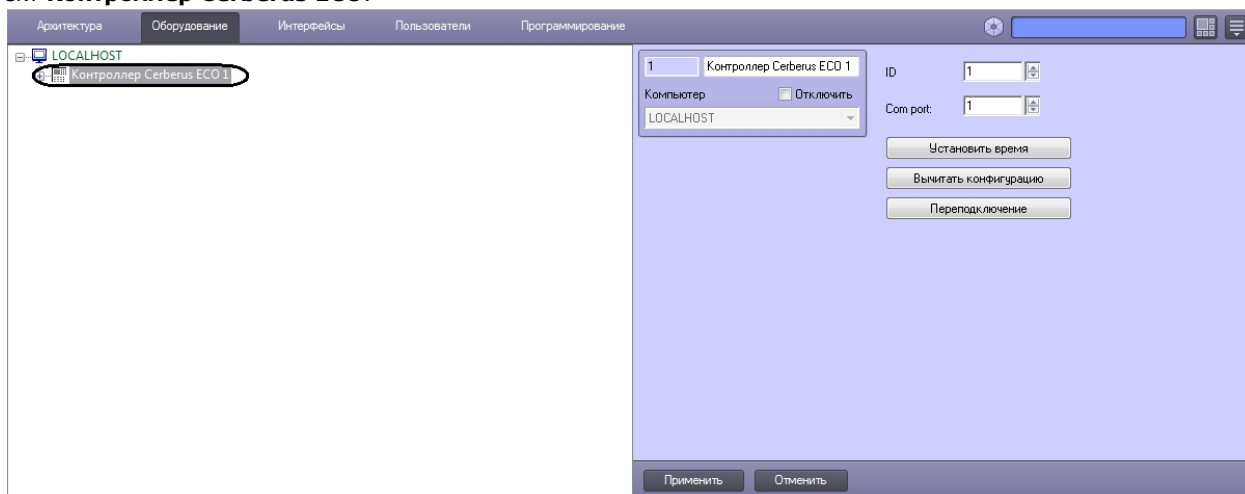 Архитектура Оборудование Интерфейсы Пользователи Программирование
LOCALHOST
Контроллер Cerberus ECO 1
1 Контроллер Cerberus ECO 1
Компьютер Отключить
LOCALHOST
ID 1
Com port: 1
Установить время
Вычитать конфигурацию
Переподключение
Применить Отменить